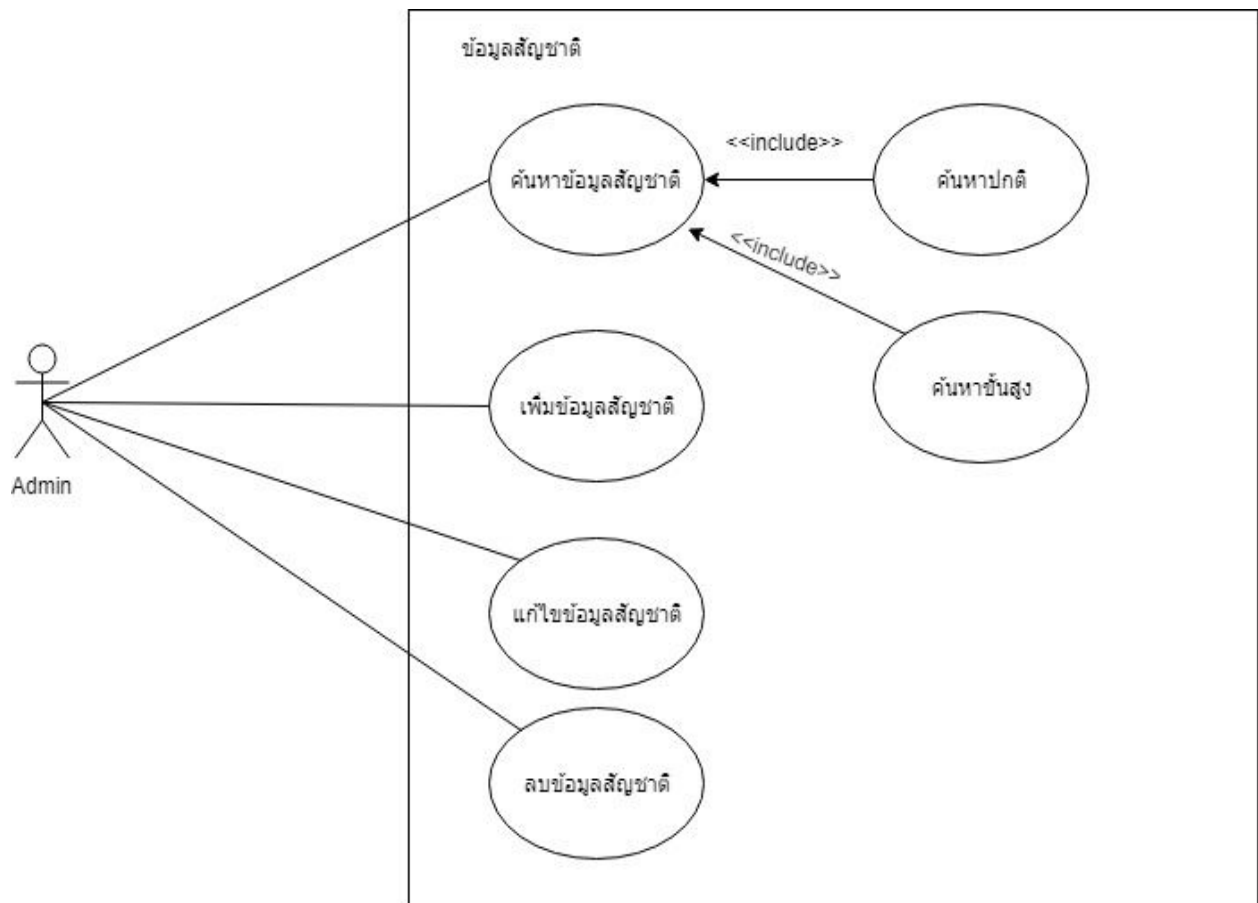 ข้อมูลสัญชาติ
<<include>>
ค้นหาข้อมูลสัญชาติ
ค้นหาปกติ
<<include>>
เพิ่มข้อมูลสัญชาติ
ค้นหาขั้นสูง
Admin
แก้ไขข้อมูลสัญชาติ
ลบข้อมูลสัญชาติ